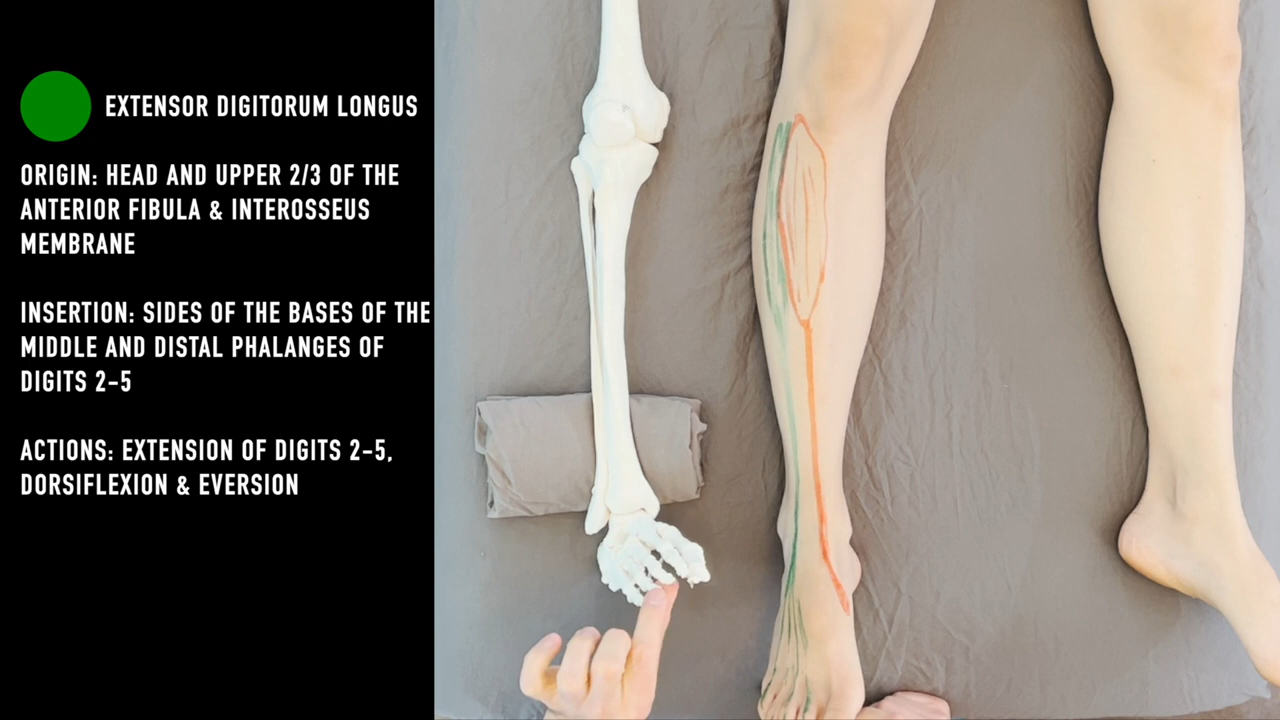 EXTENSOR DIGITORUM LONGUS
ORIGIN: HEAD AND UPPER 2/3 OF THE
ANTERIOR FIBULA & INTEROSSEUS
MEMBRANE
INSERTION: SIDES OF THE BASES OF THE
MIDDLE AND DISTAL PHALANGES OF
DIGITS 2-5
ACTIONS: EXTENSION OF DIGITS 2-5,
DORSIFLEXION & EVERSION